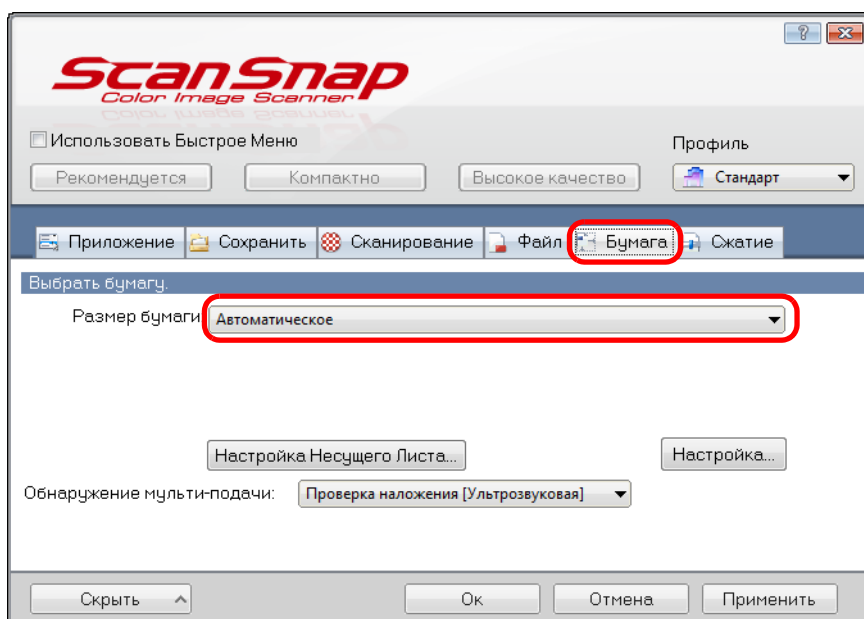 ScanSnap
Color Image Scanner
Использовать Быстрое Меню
Профиль
Рекомендуется Компактно Высокое качество Стандарт
Приложение Сохранить Сканирование Файл Бумага Сжатие
Выбрать бумагу.
Размер бумаги Автоматическое
Настройка Несущего Листа... Настройка...
Обнаружение мульти-подачи: Проверка наложения [Ультрозвуковая]
Скрыть Ок Отмена Применить